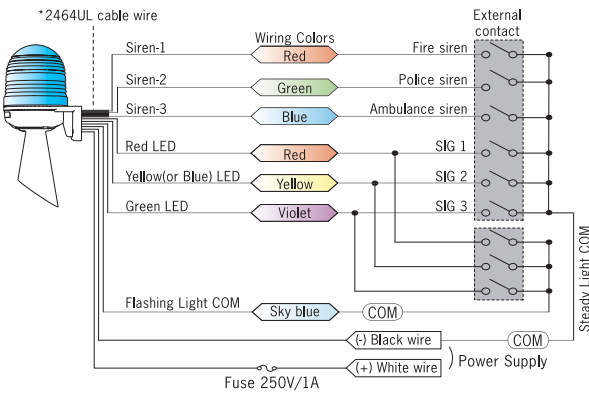 *2464UL cable wire
External
contact
Wiring Colors
Siren-1
Red
Fire siren
Siren-2
Green
Police siren
Siren-3
Blue
Ambulance siren
Red LED
Red
SIG 1
Yellow(or Blue) LED
Yellow
SIG 2
Green LED
Violet
SIG 3
Steady Light COM
Flashing Light COM
Sky blue
COM
(-) Black wire
COM
(+) White wire
Power Supply
Fuse 250V/1A